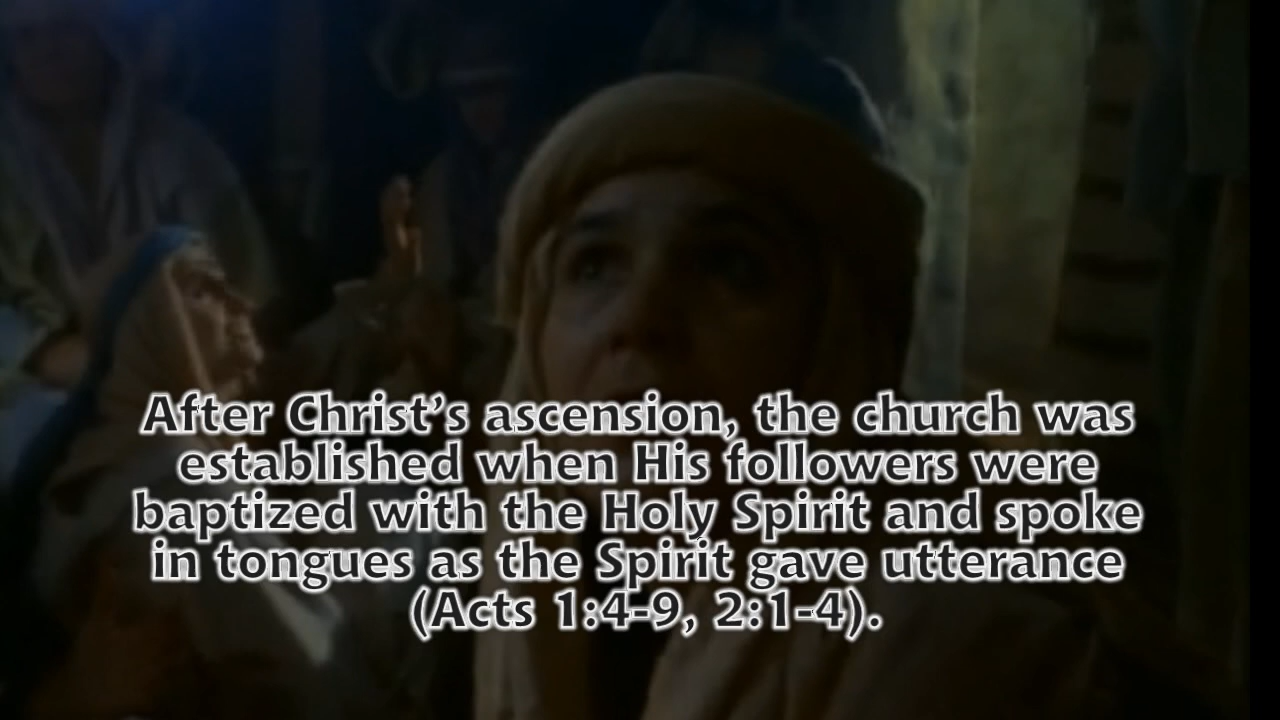 After Christ’s ascension, the church was
established when His followers were
baptized with the Holy Spirit and spoke
in tongues as the Spirit gave utterance
(Acts 1:4-9, 2:1-4).